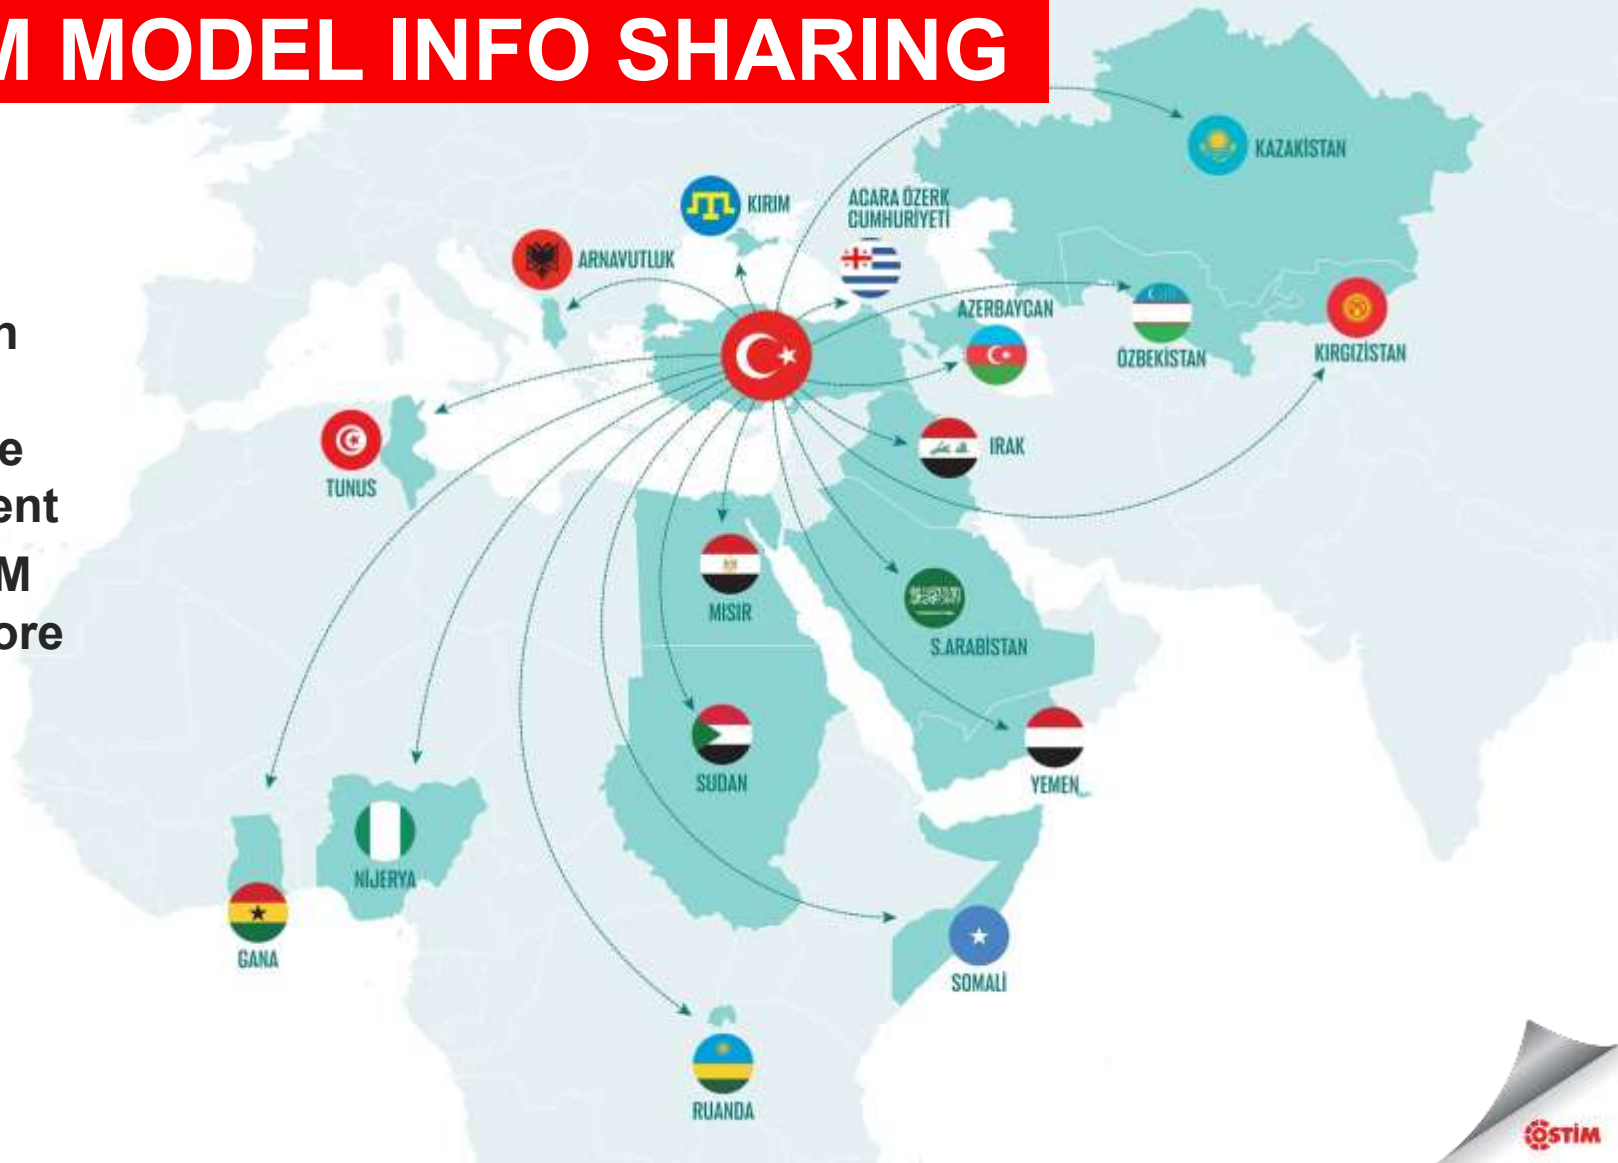 M MODEL INFO SHARING
n
e
ent
M
ore
KAZAKİSTAN
KIRIM
ACARA ÖZERK
CUMHURİYETİ
ARNAVUTLUK
AZERBAYCAN
ÖZBEKİSTAN
KIRGIZİSTAN
IRAK
TUNUS
MISIR
S.ARABİSTAN
SUDAN
YEMEN
NİJERYA
GANA
SOMALİ
RUANDA
OSTİM